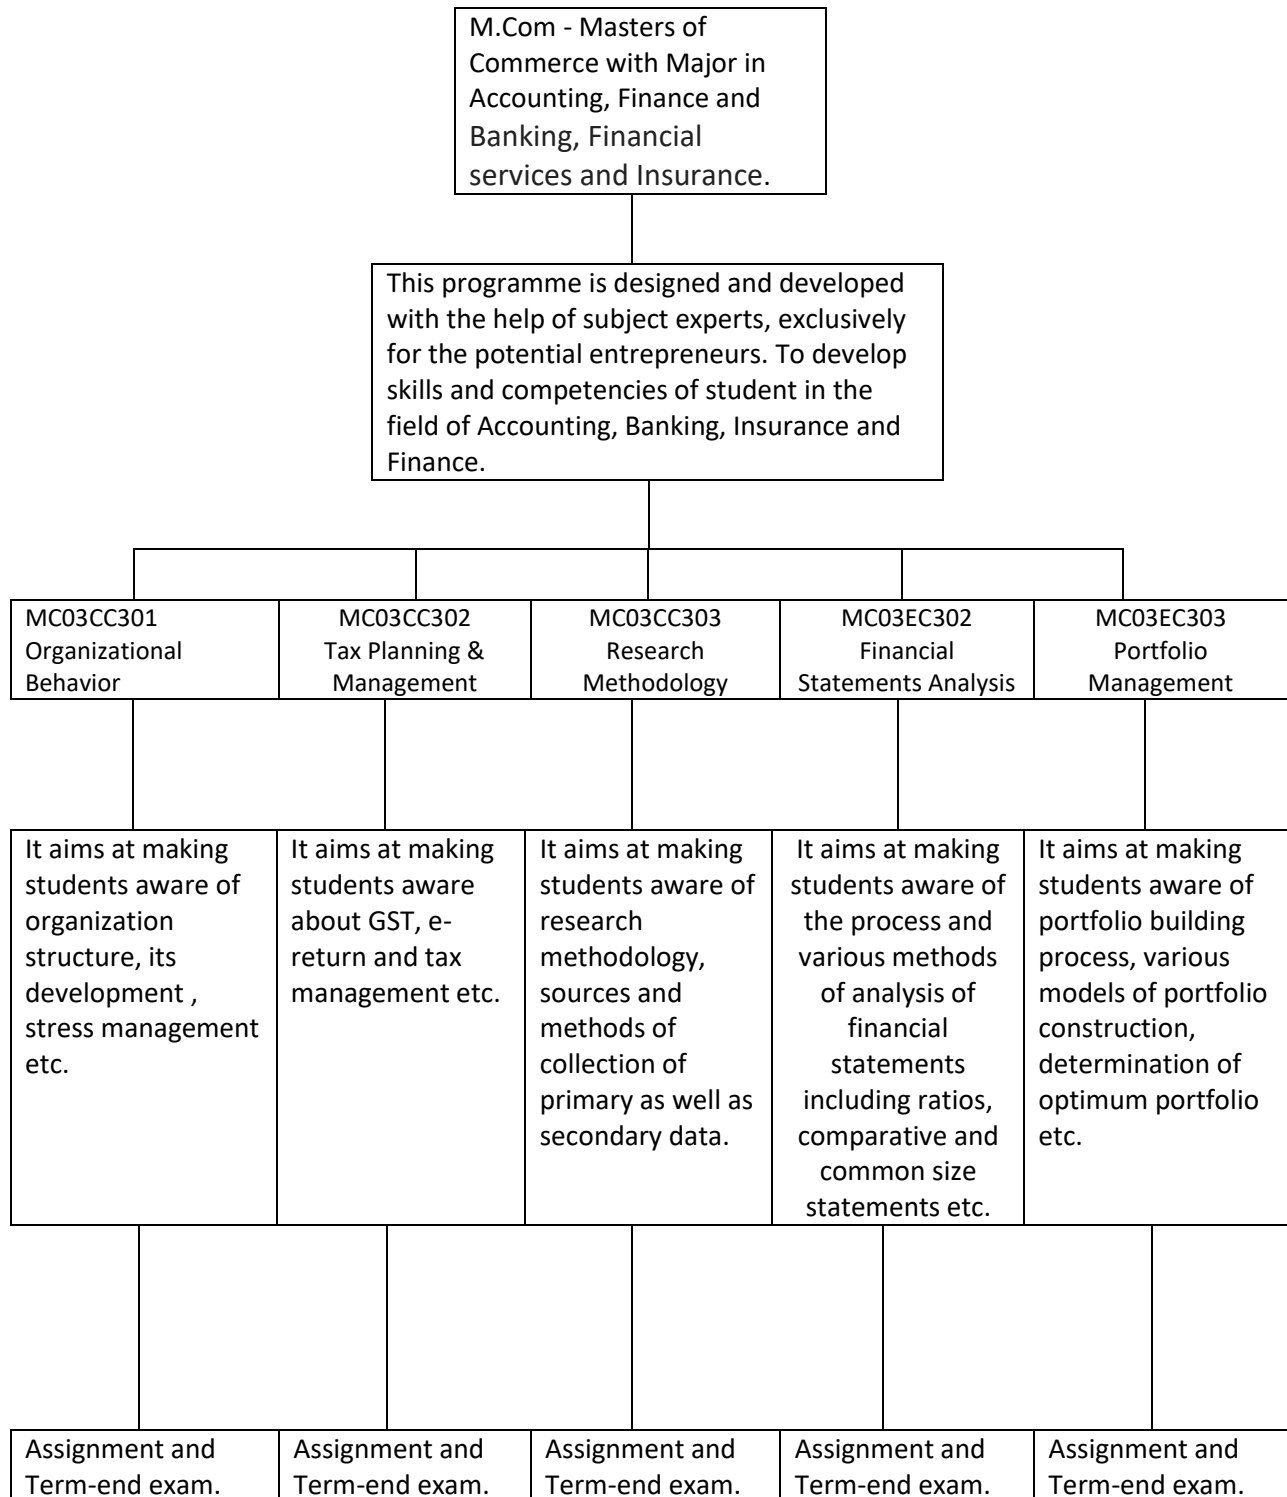 M.Com - Masters of
Commerce with Major in
Accounting, Finance and
Banking, Financial
services and Insurance.
This programme is designed and developed
with the help of subject experts, exclusively
for the potential entrepreneurs. To develop
skills and competencies of student in the
field of Accounting, Banking, Insurance and
Finance.
MC03CC301
Organizational
Behavior
MC03CC302
Tax Planning &
Management
MC03CC303
Research
Methodology
MC03EC302
Financial
Statements Analysis
MC03EC303
Portfolio
Management
It aims at making
students aware of
organization
structure, its
development ,
stress management
etc.
It aims at making
students aware
about GST, e-
return and tax
management etc.
It aims at making
students aware of
research
methodology,
sources and
methods of
collection of
primary as well as
secondary data.
It aims at making
students aware of
the process and
various methods
of analysis of
financial
statements
including ratios,
comparative and
common size
statements etc.
It aims at making
students aware of
portfolio building
process, various
models of portfolio
construction,
determination of
optimum portfolio
etc.
Assignment and
Term-end exam.
Assignment and
Term-end exam.
Assignment and
Term-end exam.
Assignment and
Term-end exam.
Assignment and
Term-end exam.